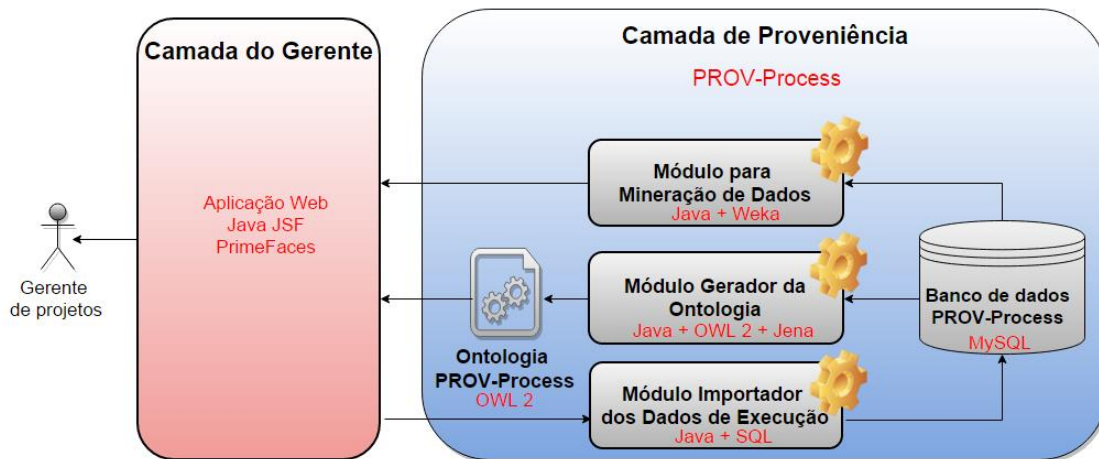 Camada do Gerente
Aplicação Web
Java JSF
PrimeFaces
Gerente
de projetos
Camada de Proveniência
PROV-Process
Módulo para
Mineração de Dados
Java + Weka
Módulo Gerador da
Ontologia
Java + OWL 2 + Jena
Ontologia
PROV-Process
OWL 2
Módulo Importador
dos Dados de Execução
Java + SQL
Banco de dados
PROV-Process
MySQL